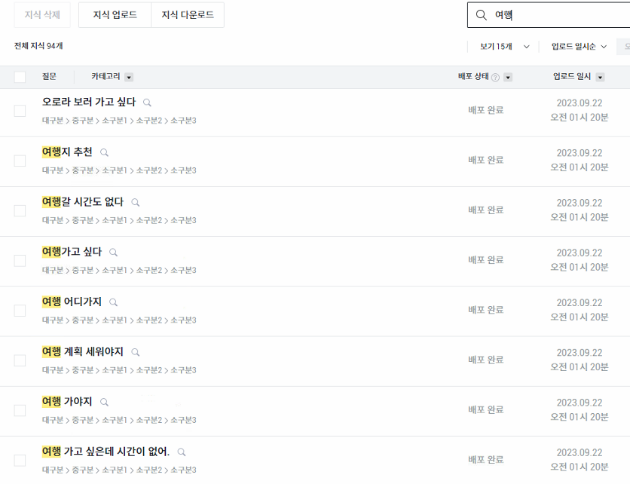 지식 삭제 지식 업로드 지식 다운로드 여행
전체 지식 94개 보기 15개 업로드 일시순
질문 카테고리 배포 상태 업로드 일시
오로라 보러 가고 싶다
대구분 > 중구분 > 소구분1 > 소구분2 > 소구분3
배포 완료
2023.09.22
오전 01시 20분
여행지 추천
대구분 > 중구분 > 소구분1 > 소구분2 > 소구분3
배포 완료
2023.09.22
오전 01시 20분
여행갈 시간도 없다
대구분 > 중구분 > 소구분1 > 소구분2 > 소구분3
배포 완료
2023.09.22
오전 01시 20분
여행가고 싶다
대구분 > 중구분 > 소구분1 > 소구분2 > 소구분3
배포 완료
2023.09.22
오전 01시 20분
여행 어디가지
대구분 > 중구분 > 소구분1 > 소구분2 > 소구분3
배포 완료
2023.09.22
오전 01시 20분
여행 계획 세워야지
대구분 > 중구분 > 소구분1 > 소구분2 > 소구분3
배포 완료
2023.09.22
오전 01시 20분
여행 가야지
대구분 > 중구분 > 소구분1 > 소구분2 > 소구분3
배포 완료
2023.09.22
오전 01시 20분
여행 가고 싶은데 시간이 없어.
대구분 > 중구분 > 소구분1 > 소구분2 > 소구분3
배포 완료
2023.09.22
오전 01시 20분